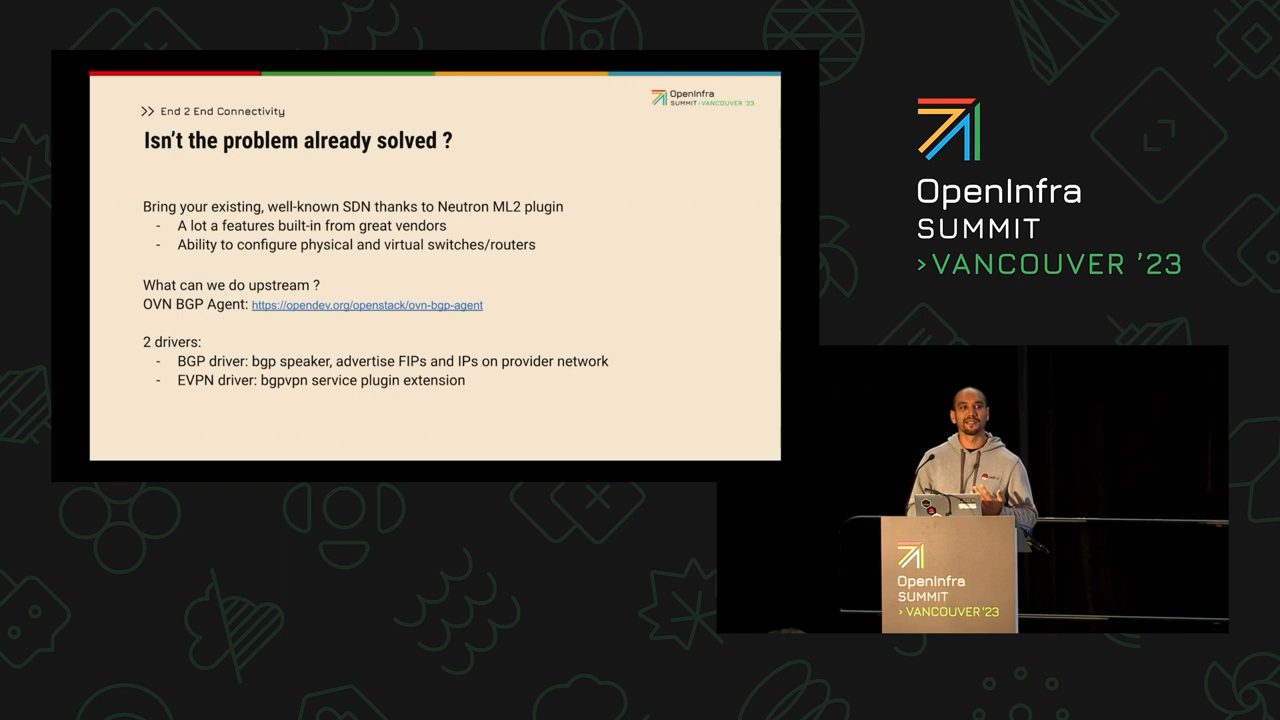 >> End 2 End Connectivity
OpenInfra
SUMMIT >VANCOUVER '23
Isn't the problem already solved ?
Bring your existing, well-known SDN thanks to Neutron ML2 plugin
- A lot a features built-in from great vendors
- Ability to configure physical and virtual switches/routers
What can we do upstream ?
OVN BGP Agent: https://opendev.org/openstack/ovn-bgp-agent
2 drivers:
- BGP driver: bgp speaker, advertise FIPs and IPs on provider network
- EVPN driver: bgpvpn service plugin extension
OpenInfra
SUMMIT
>VANCOUVER '23
OpenInfra
SUMMIT
> VANCOUVER '23